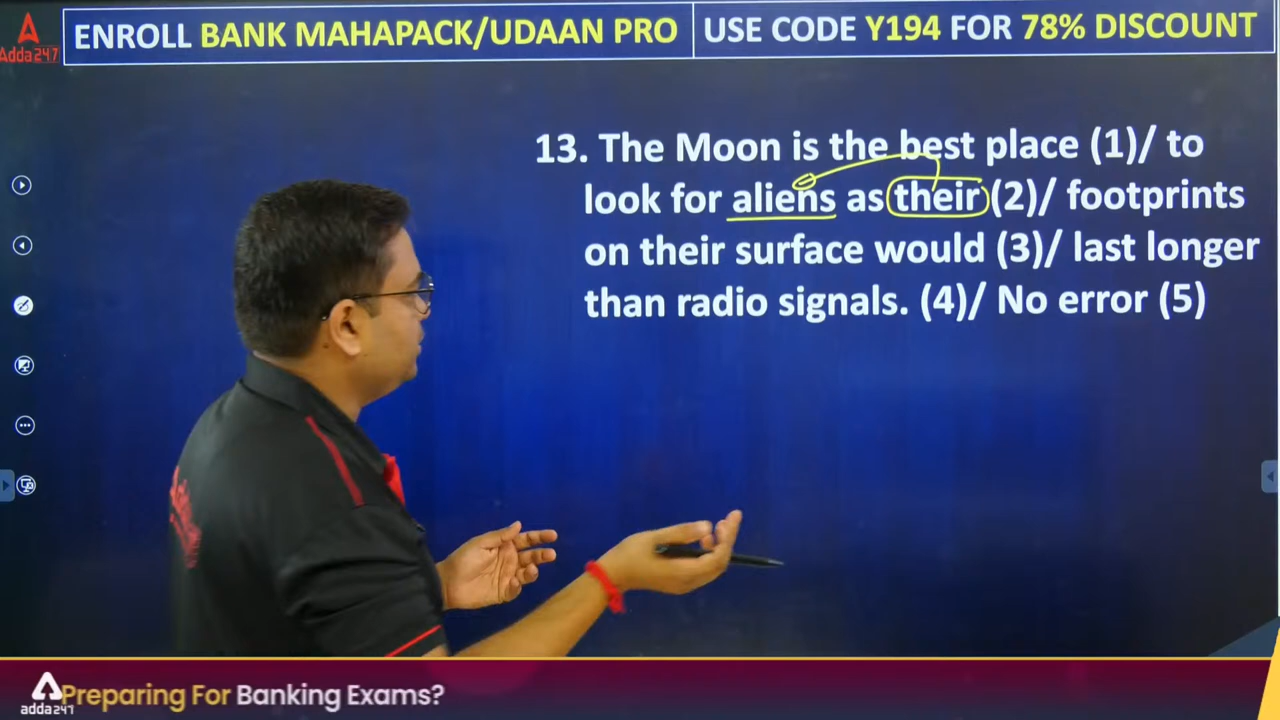 ENROLL BANK MAHAPACK/UDAAN PRO
USE CODE Y194 FOR 78% DISCOUNT
Adda247
13. The Moon is the best place (1)/ to
look for aliens as their (2)/ footprints
on their surface would (3)/ last longer
than radio signals. (4)/ No error (5)
Preparing For Banking Exams?
adda247